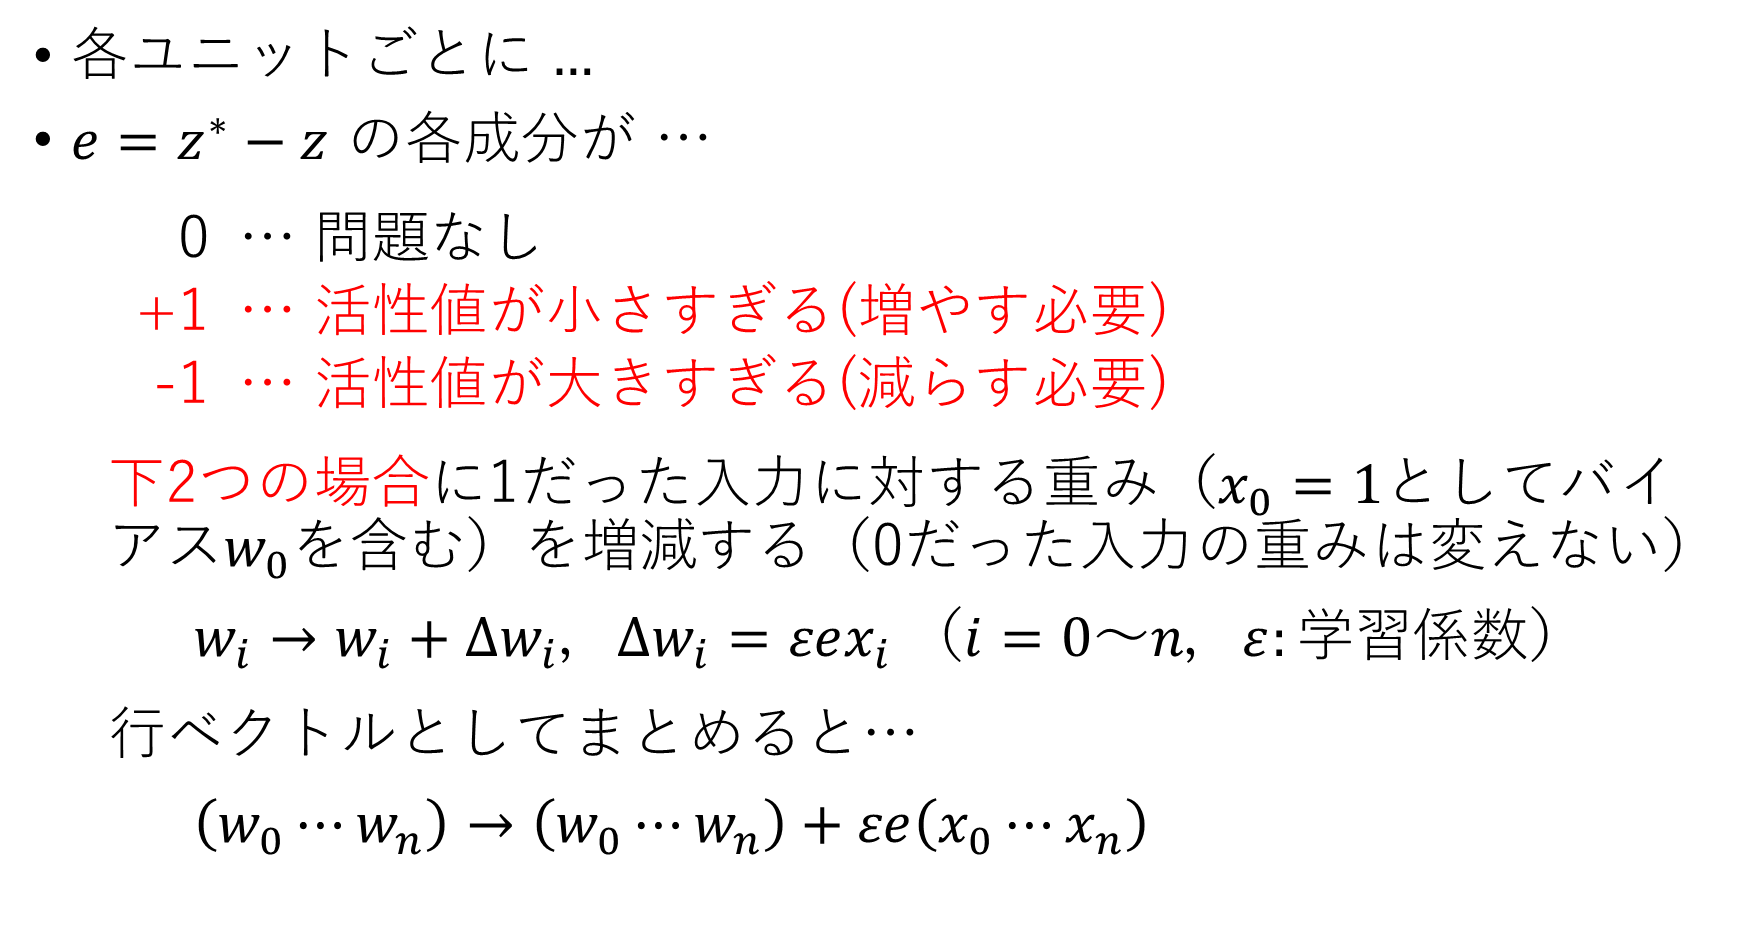 • 各ユニットごとに ...
• e = z* − z の各成分が …
0 … 問題なし
+1 … 活性値が小さすぎる(増やす必要)
-1 … 活性値が大きすぎる(減らす必要)
下2つの場合に1だった入力に対する重み（x₀ = 1としてバイ
アスw₀を含む）を増減する（0だった入力の重みは変えない）
wᵢ → wᵢ + Δwᵢ, Δwᵢ = εexᵢ （i = 0～n, ε: 学習係数）
行ベクトルとしてまとめると…
(w₀ ⋯ wₙ) → (w₀ ⋯ wₙ) + εe(x₀ ⋯ xₙ)